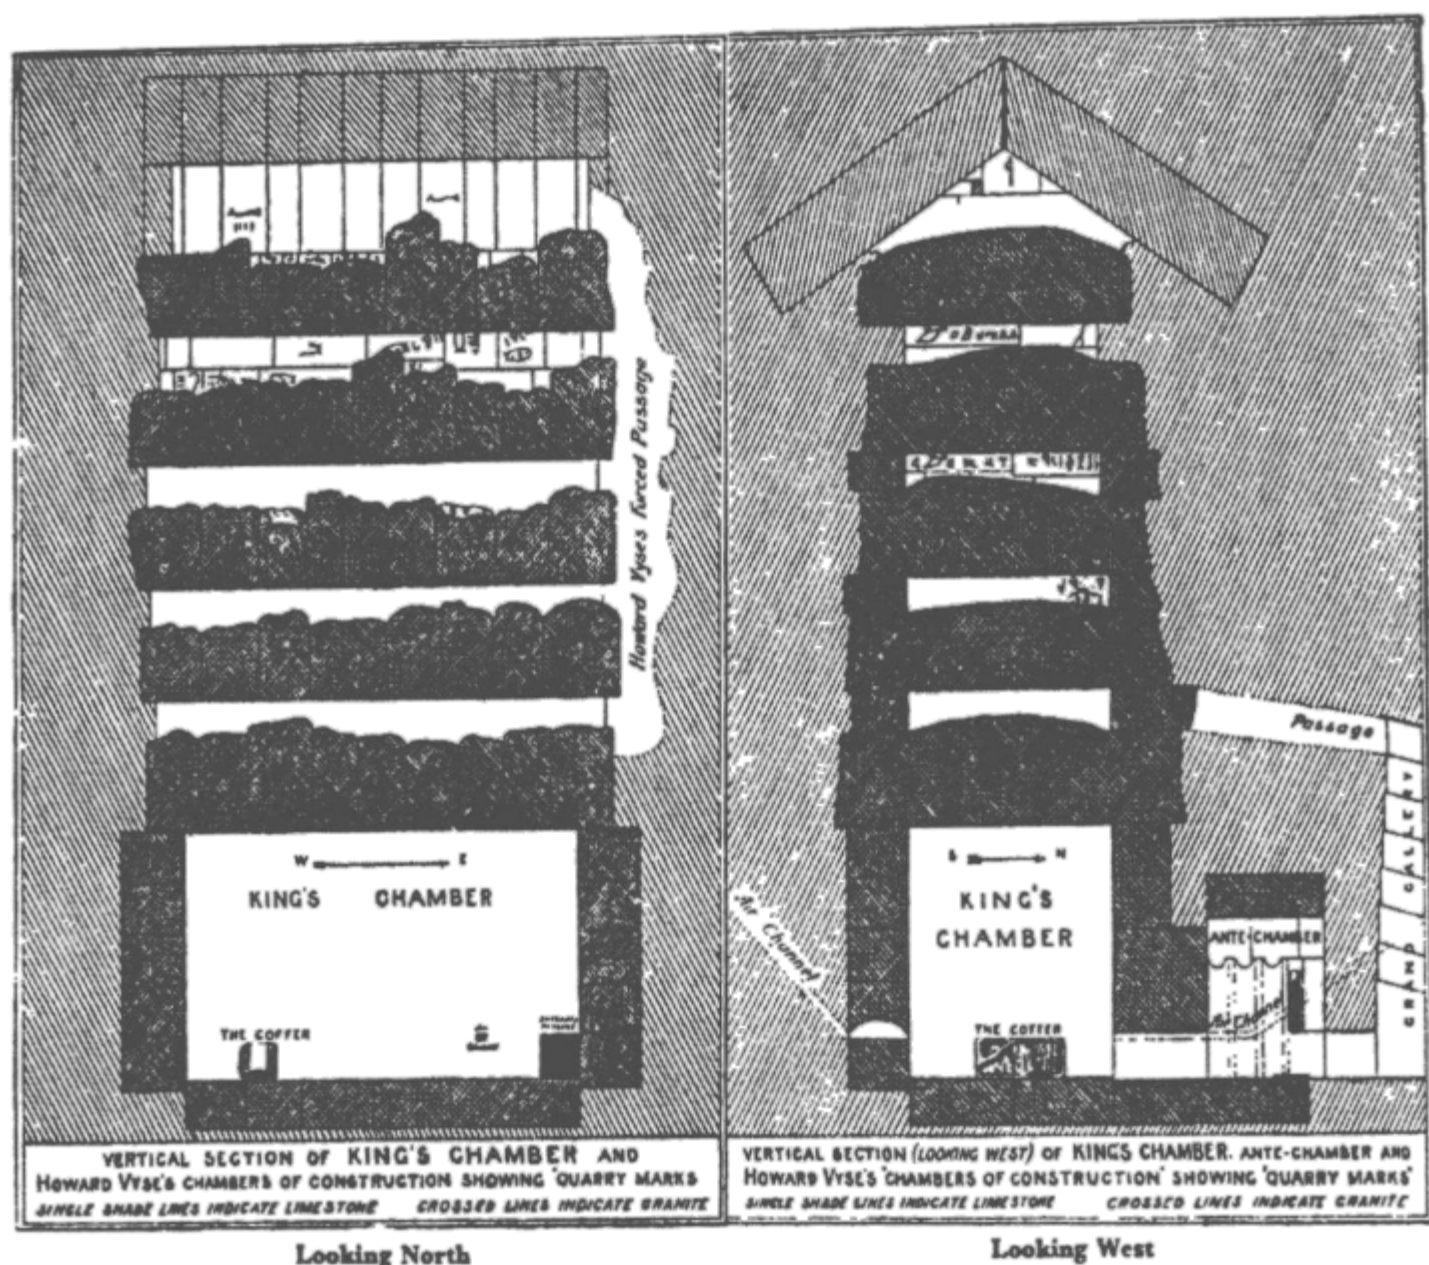 Howard Vyses Forced Passage
W E
KING'S CHAMBER
THE COFFER
VERTICAL SECTION OF KING'S CHAMBER AND
HOWARD VYSE'S CHAMBERS OF CONSTRUCTION SHOWING 'QUARRY MARKS
SINGLE SHADE LINES INDICATE LIMESTONE CROSSED LINES INDICATE GRANITE
Looking North
Passage
GRAND GALLERY
Air Channel
S N
KING'S
CHAMBER
ANTE-CHAMBER
Air Channel
THE COFFER
VERTICAL SECTION (LOOKING WEST) OF KINGS CHAMBER. ANTE-CHAMBER AND
HOWARD VYSE'S 'CHAMBERS OF CONSTRUCTION' SHOWING 'QUARRY MARKS'
SINGLE SHADE LINES INDICATE LIMESTONE CROSSED LINES INDICATE GRANITE
Looking West